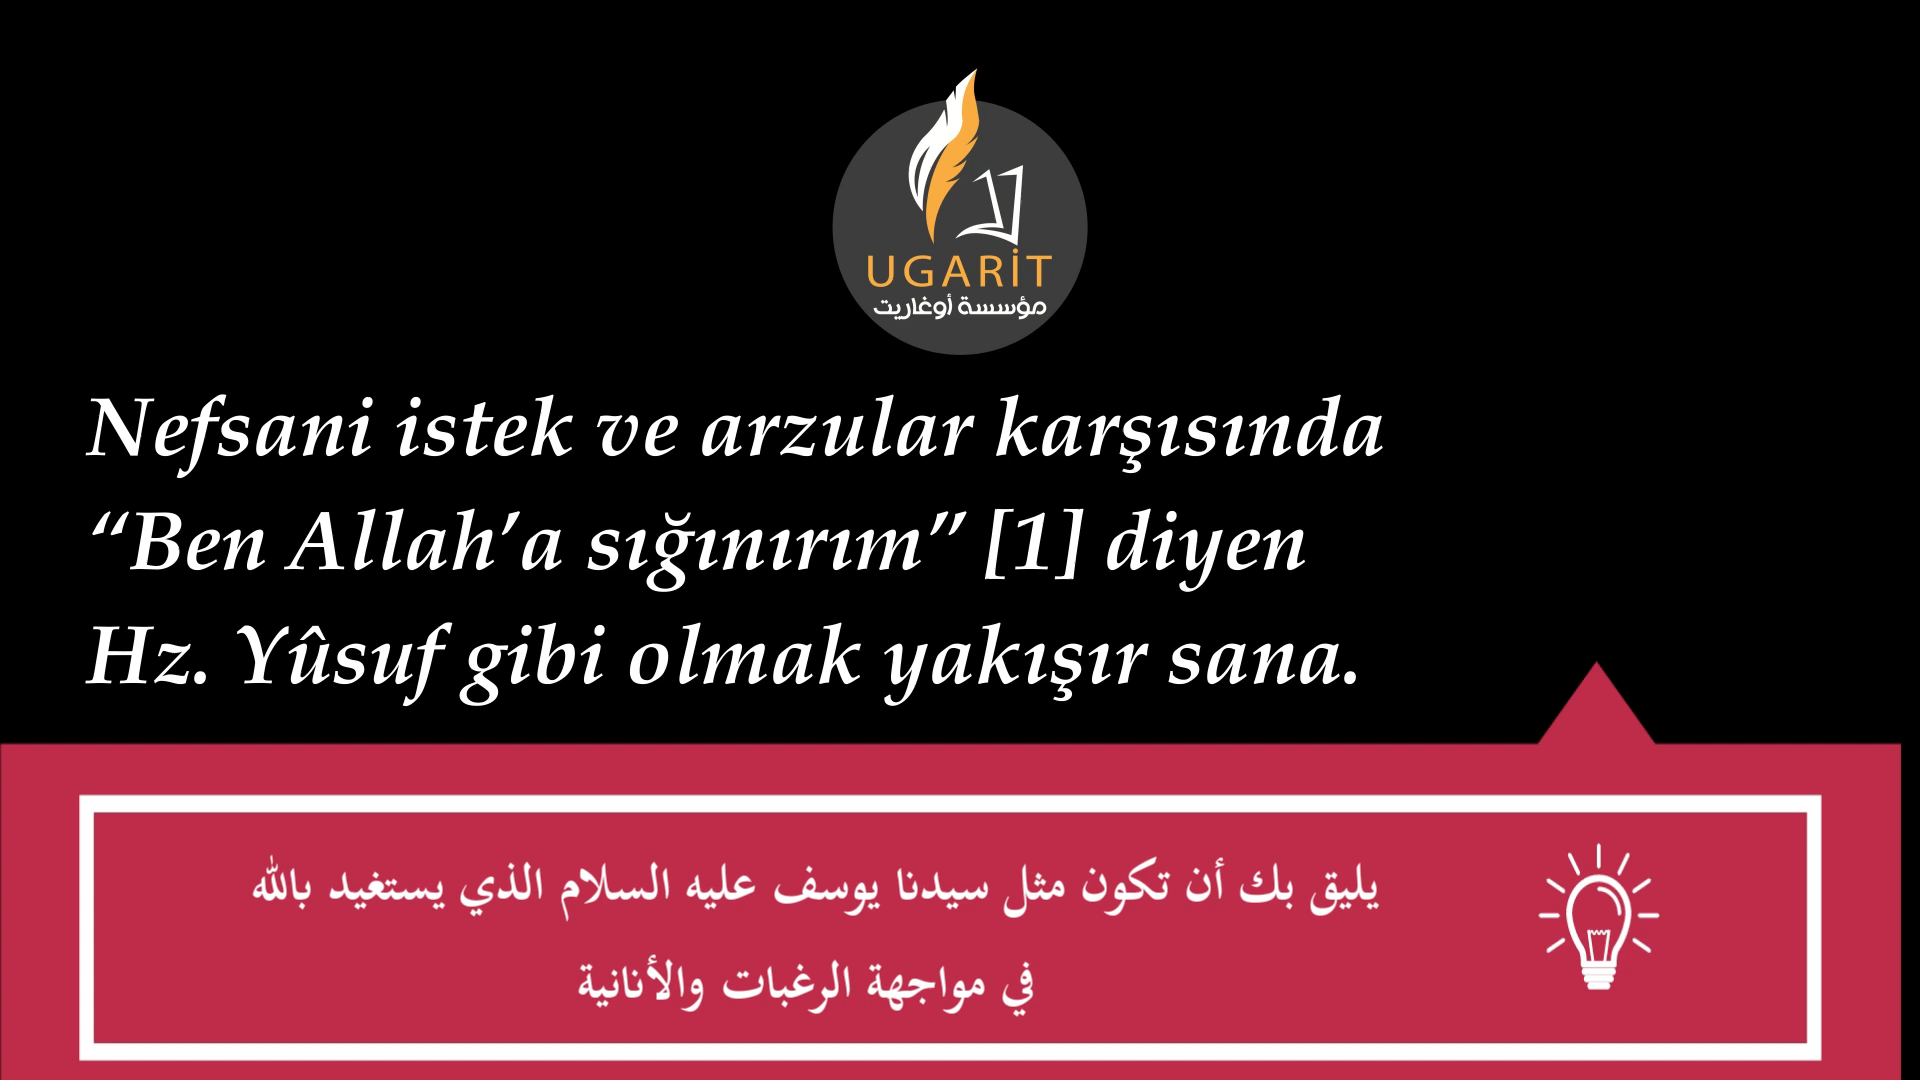 UGARİT
مؤسسة أوغاريت
Nefsani istek ve arzular karşısında
“Ben Allah’a sığınırım” [1] diyen
Hz. Yûsuf gibi olmak yakışır sana.
يليق بك أن تكون مثل سيدنا يوسف عليه السلام الذي يستغيد بالله
في مواجهة الرغبات والأنانية